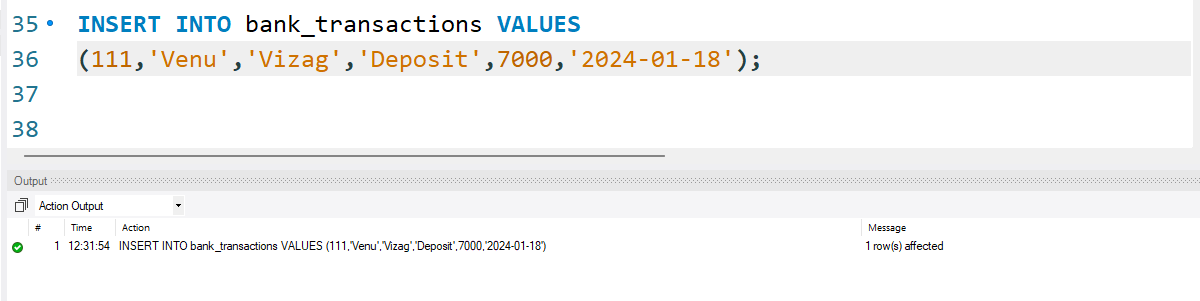 35 INSERT INTO bank_transactions VALUES
36 (111,'Venu','Vizag','Deposit',7000,'2024-01-18');
37
38
Output
Action Output
# Time Action Message
1 12:31:54 INSERT INTO bank_transactions VALUES (111,'Venu','Vizag','Deposit',7000,'2024-01-18') 1 row(s) affected